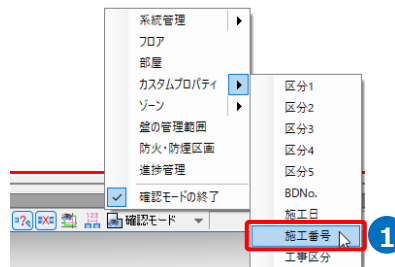 系統管理
フロア
部屋
カスタムプロパティ
ゾーン
盤の管理範囲
防火・防煙区画
進捗管理
確認モードの終了
区分1
区分2
区分3
区分4
区分5
BDNo.
施工日
施工番号
工事区分
確認モード
1